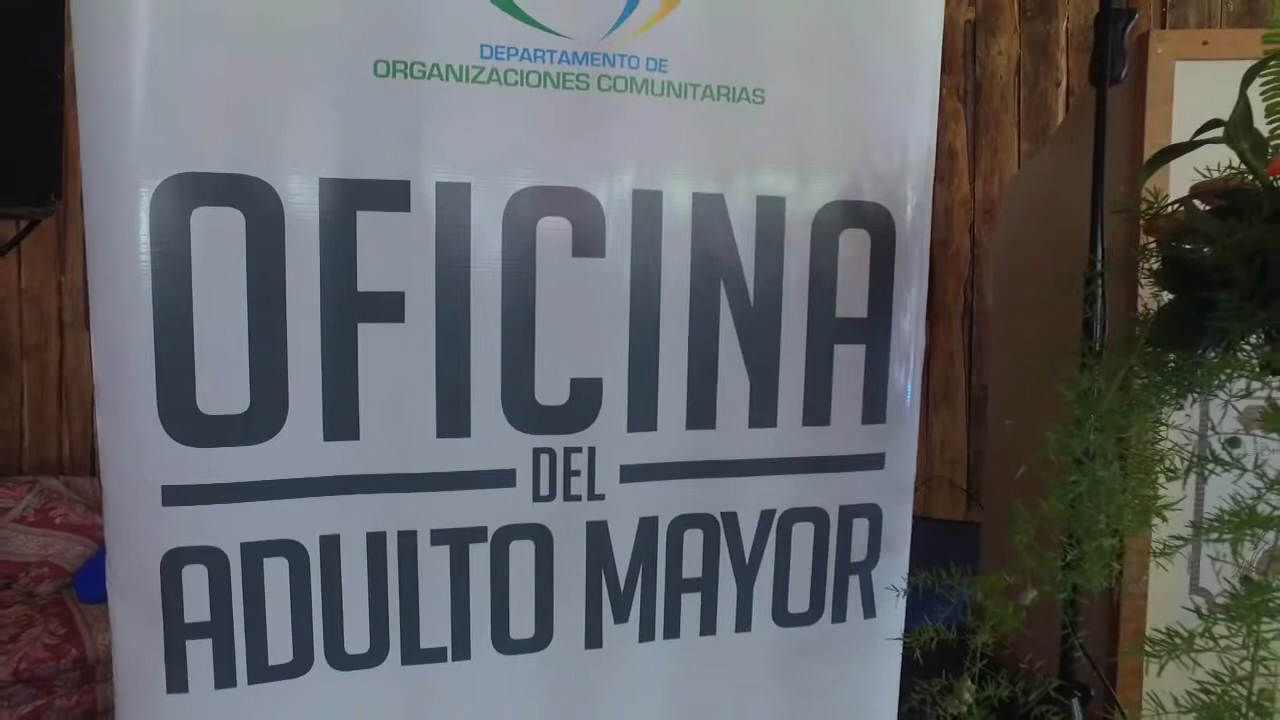 DEPARTAMENTO DE
ORGANIZACIONES COMUNITARIAS
OFICINA
DEL
ADULTO MAYOR